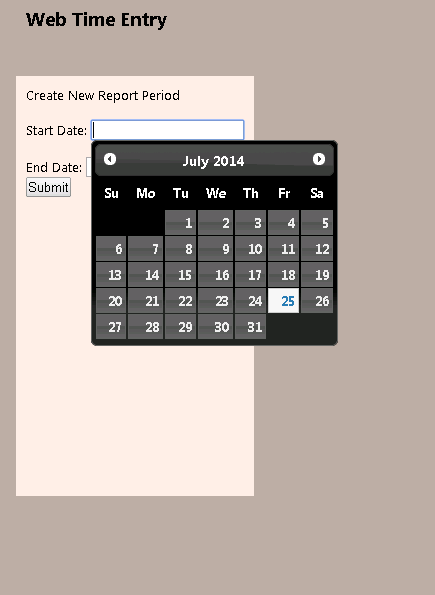 Web Time Entry
Create New Report Period
Start Date:
End Date:
Submit
July 2014
Su Mo Tu We Th Fr Sa
1 2 3 4 5
6 7 8 9 10 11 12
13 14 15 16 17 18 19
20 21 22 23 24 25 26
27 28 29 30 31